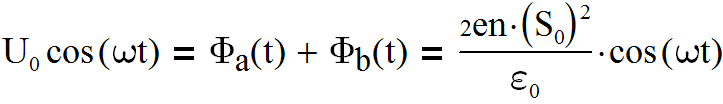 U₀ cos(ωt) = Φa(t) + Φb(t) = 2en·(S₀)²/ε₀ ·cos(ωt)